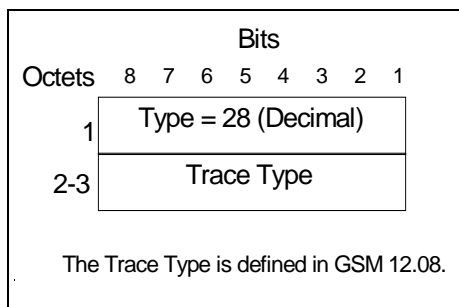 Bits
Octets 8 7 6 5 4 3 2 1
1 Type = 28 (Decimal)
2-3 Trace Type
The Trace Type is defined in GSM 12.08.
.